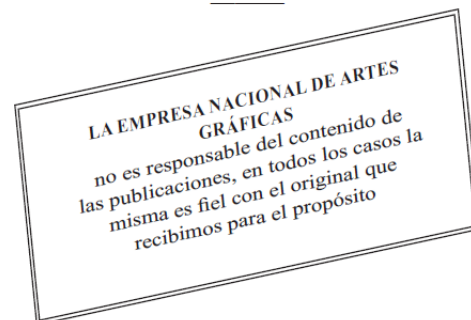 LA EMPRESA NACIONAL DE ARTES
GRÁFICAS
no es responsable del contenido de
las publicaciones, en todos los casos la
misma es fiel con el original que
recibimos para el propósito